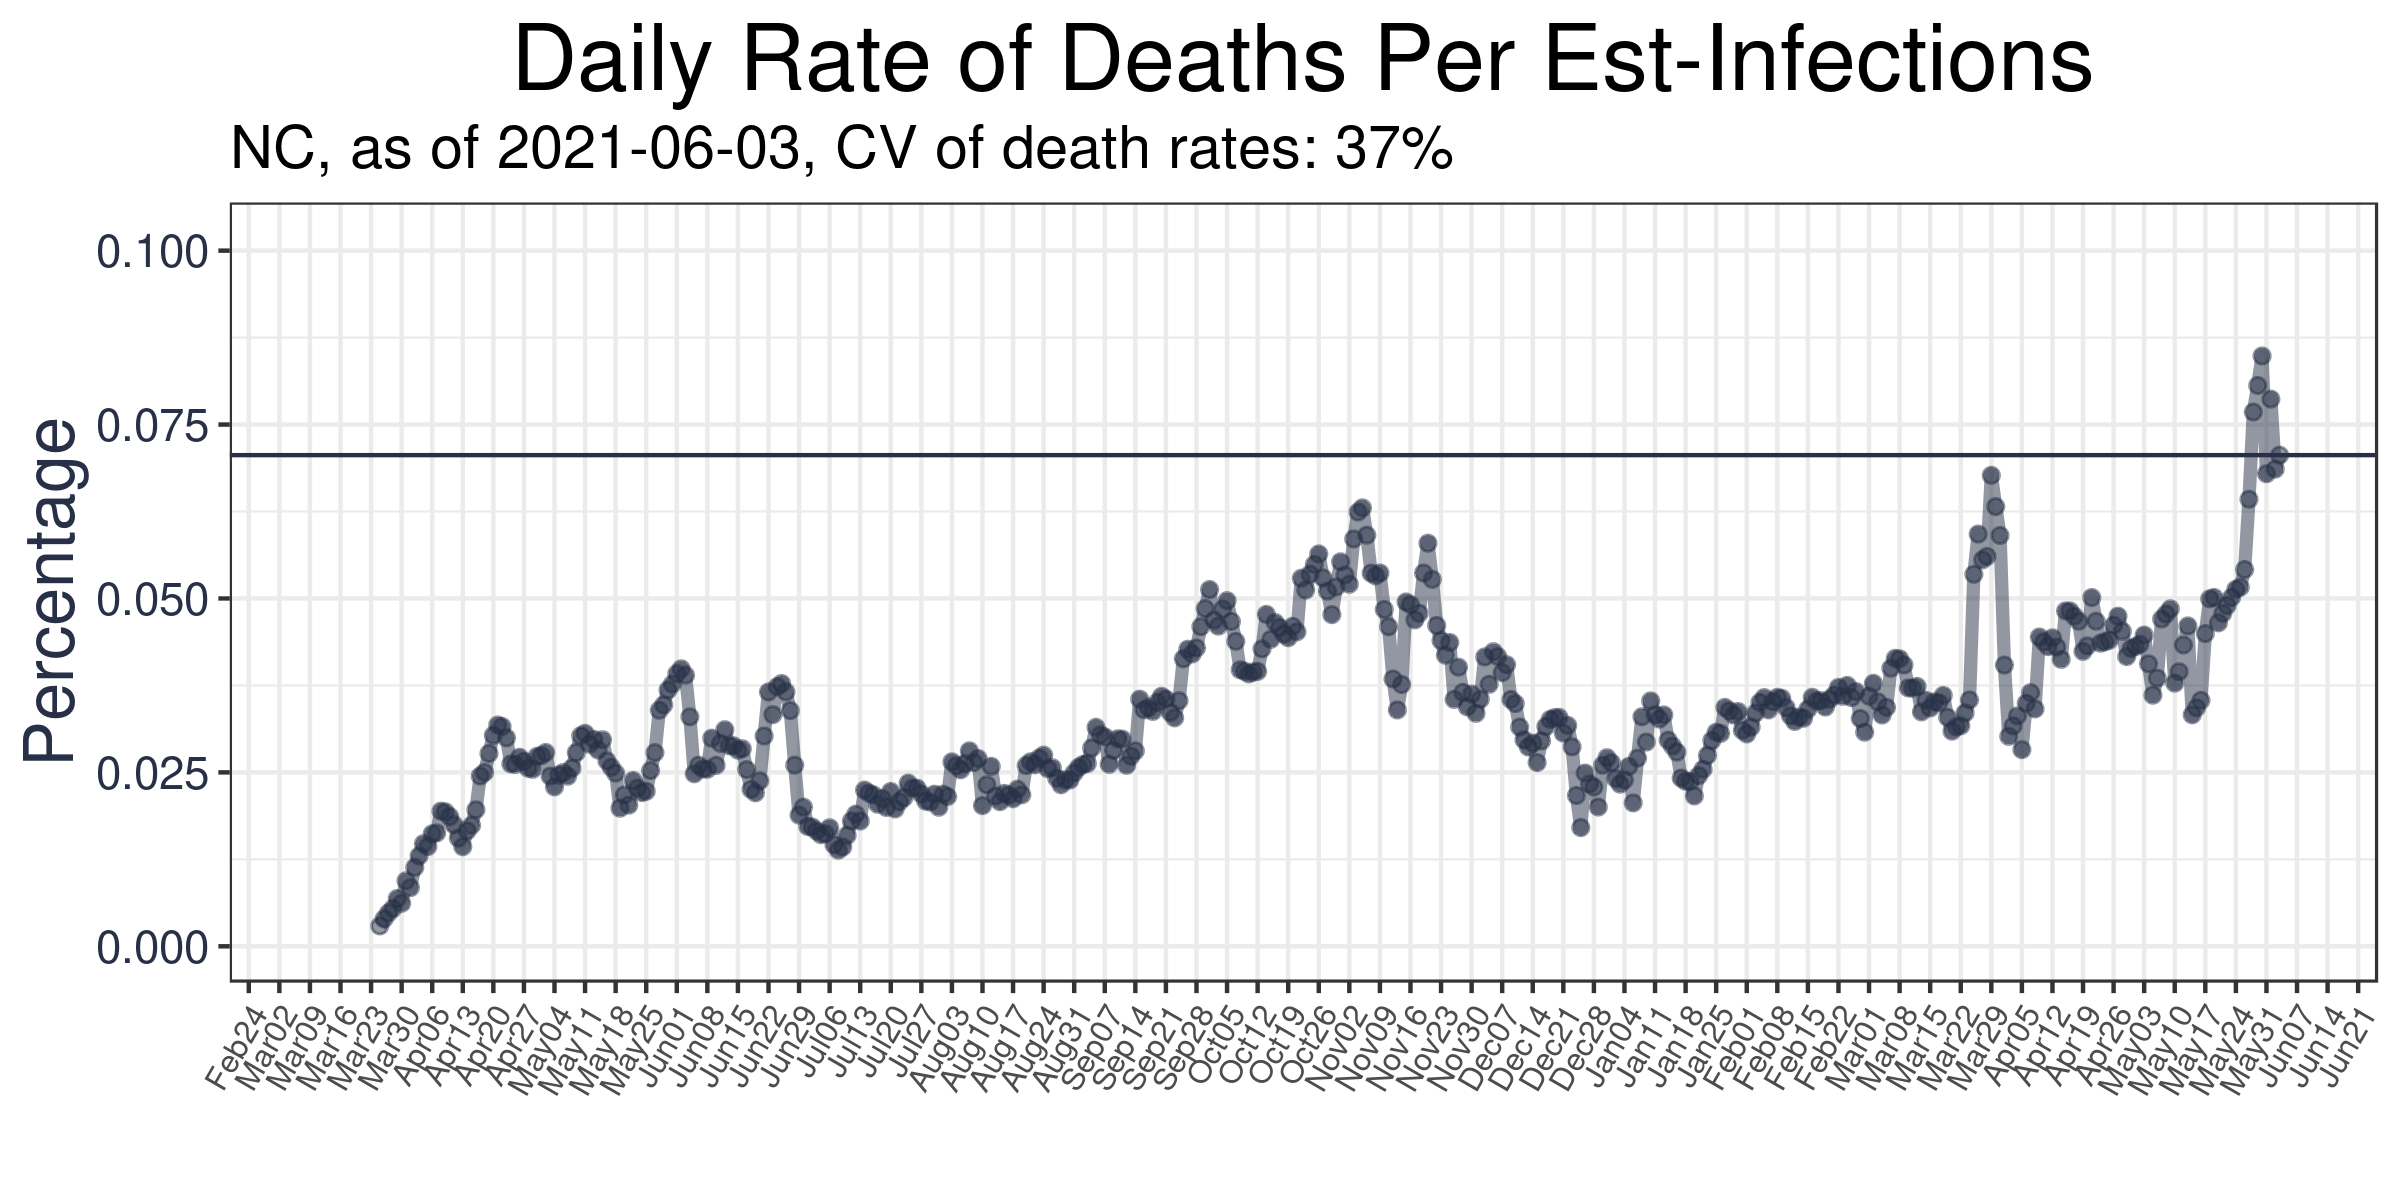 Daily Rate of Deaths Per Est-Infections
NC, as of 2021-06-03, CV of death rates: 37%
Percentage
0.100
0.075
0.050
0.025
0.000
Feb24
Mar02
Mar09
Mar16
Mar23
Mar30
Apr06
Apr13
Apr20
Apr27
May04
May11
May18
May25
Jun01
Jun08
Jun15
Jun22
Jun29
Jul06
Jul13
Jul20
Jul27
Aug03
Aug10
Aug17
Aug24
Aug31
Sep07
Sep14
Sep21
Sep28
Oct05
Oct12
Oct19
Oct26
Nov02
Nov09
Nov16
Nov23
Nov30
Dec07
Dec14
Dec21
Dec28
Jan04
Jan11
Jan18
Jan25
Feb01
Feb08
Feb15
Feb22
Mar01
Mar08
Mar15
Mar22
Mar29
Apr05
Apr12
Apr19
Apr26
May03
May10
May17
May24
May31
Jun07
Jun14
Jun21